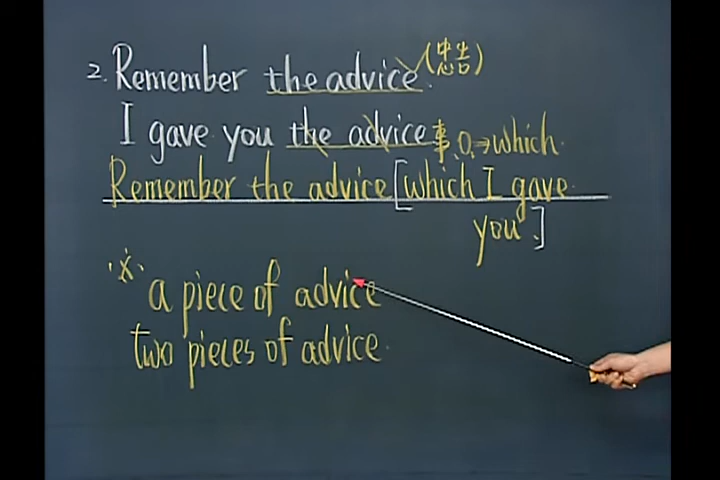 2. Remember the advice. (忠告)
I gave you the advice. 事, O. → which
Remember the advice [which I gave
you.]
※ a piece of advice
two pieces of advice.